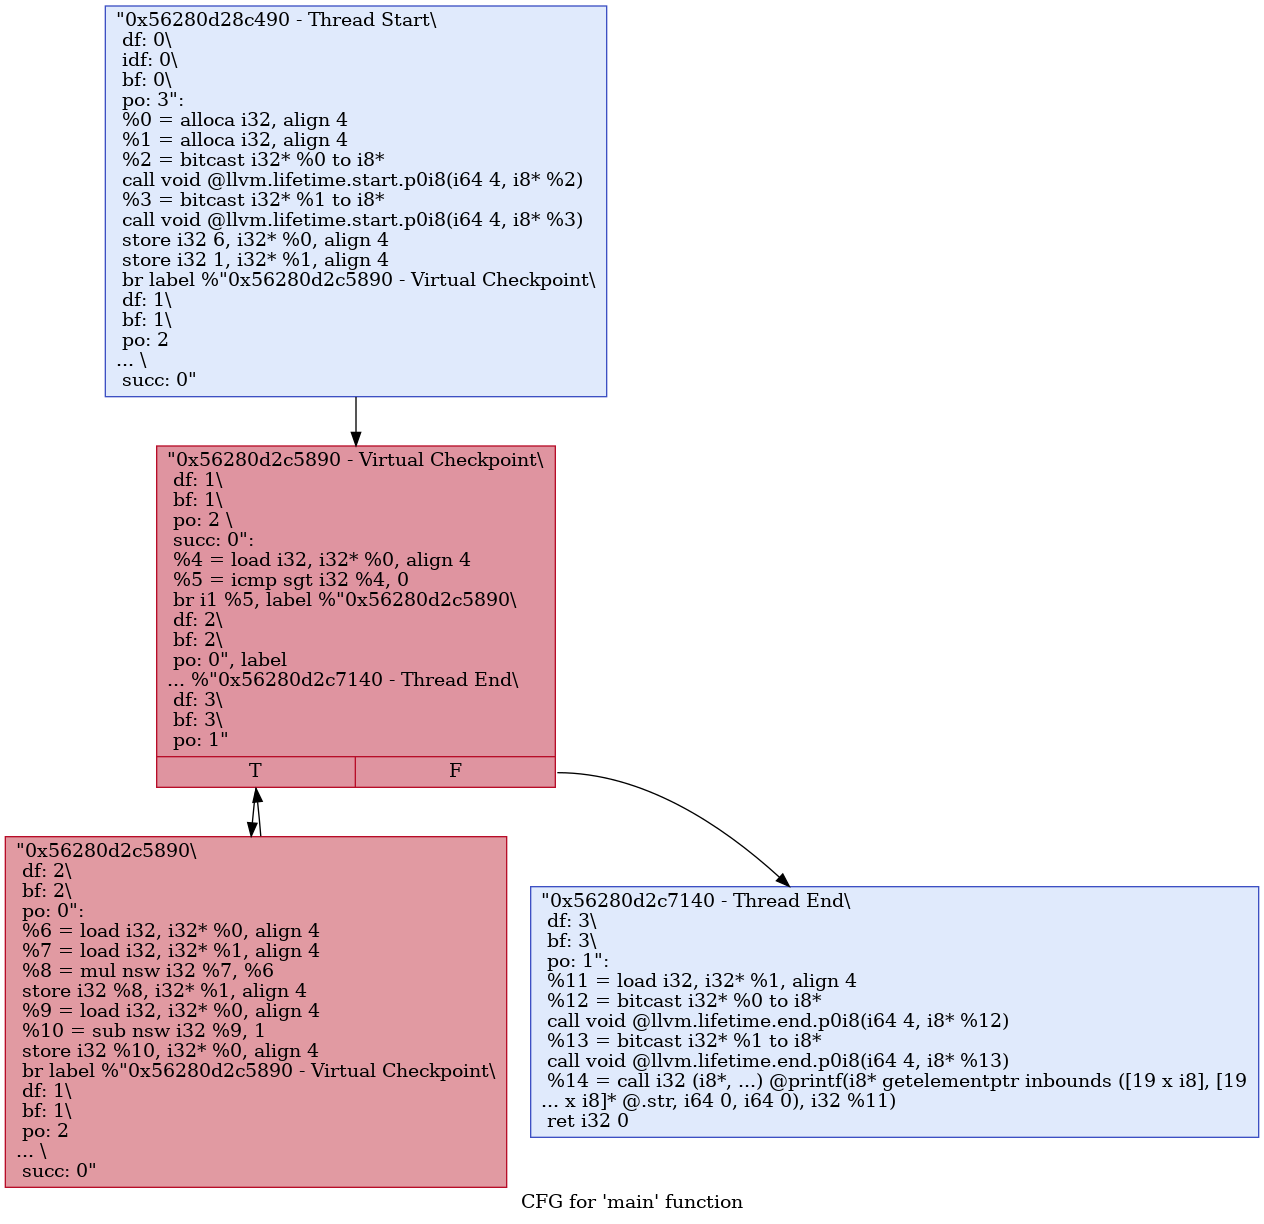 "0x56280d28c490 - Thread Start\
df: 0\
idf: 0\
bf: 0\
po: 3":
%0 = alloca i32, align 4
%1 = alloca i32, align 4
%2 = bitcast i32* %0 to i8*
call void @llvm.lifetime.start.p0i8(i64 4, i8* %2)
%3 = bitcast i32* %1 to i8*
call void @llvm.lifetime.start.p0i8(i64 4, i8* %3)
store i32 6, i32* %0, align 4
store i32 1, i32* %1, align 4
br label %"0x56280d2c5890 - Virtual Checkpoint\
df: 1\
bf: 1\
po: 2
... \
succ: 0"
"0x56280d2c5890 - Virtual Checkpoint\
df: 1\
bf: 1\
po: 2 \
succ: 0":
%4 = load i32, i32* %0, align 4
%5 = icmp sgt i32 %4, 0
br i1 %5, label %"0x56280d2c5890\
df: 2\
bf: 2\
po: 0", label
... %"0x56280d2c7140 - Thread End\
df: 3\
bf: 3\
po: 1"
T F
"0x56280d2c5890\
df: 2\
bf: 2\
po: 0":
%6 = load i32, i32* %0, align 4
%7 = load i32, i32* %1, align 4
%8 = mul nsw i32 %7, %6
store i32 %8, i32* %1, align 4
%9 = load i32, i32* %0, align 4
%10 = sub nsw i32 %9, 1
store i32 %10, i32* %0, align 4
br label %"0x56280d2c5890 - Virtual Checkpoint\
df: 1\
bf: 1\
po: 2
... \
succ: 0"
"0x56280d2c7140 - Thread End\
df: 3\
bf: 3\
po: 1":
%11 = load i32, i32* %1, align 4
%12 = bitcast i32* %0 to i8*
call void @llvm.lifetime.end.p0i8(i64 4, i8* %12)
%13 = bitcast i32* %1 to i8*
call void @llvm.lifetime.end.p0i8(i64 4, i8* %13)
%14 = call i32 (i8*, ...) @printf(i8* getelementptr inbounds ([19 x i8], [19
... x i8]* @.str, i64 0, i64 0), i32 %11)
ret i32 0
CFG for 'main' function